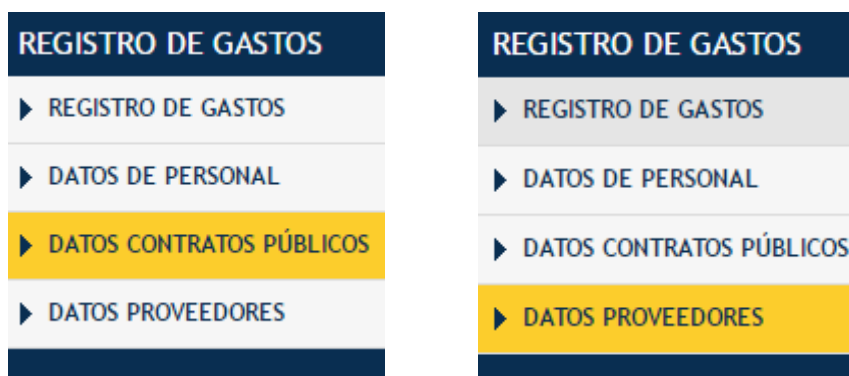 REGISTRO DE GASTOS
REGISTRO DE GASTOS
DATOS DE PERSONAL
DATOS CONTRATOS PÚBLICOS
DATOS PROVEEDORES
REGISTRO DE GASTOS
REGISTRO DE GASTOS
DATOS DE PERSONAL
DATOS CONTRATOS PÚBLICOS
DATOS PROVEEDORES